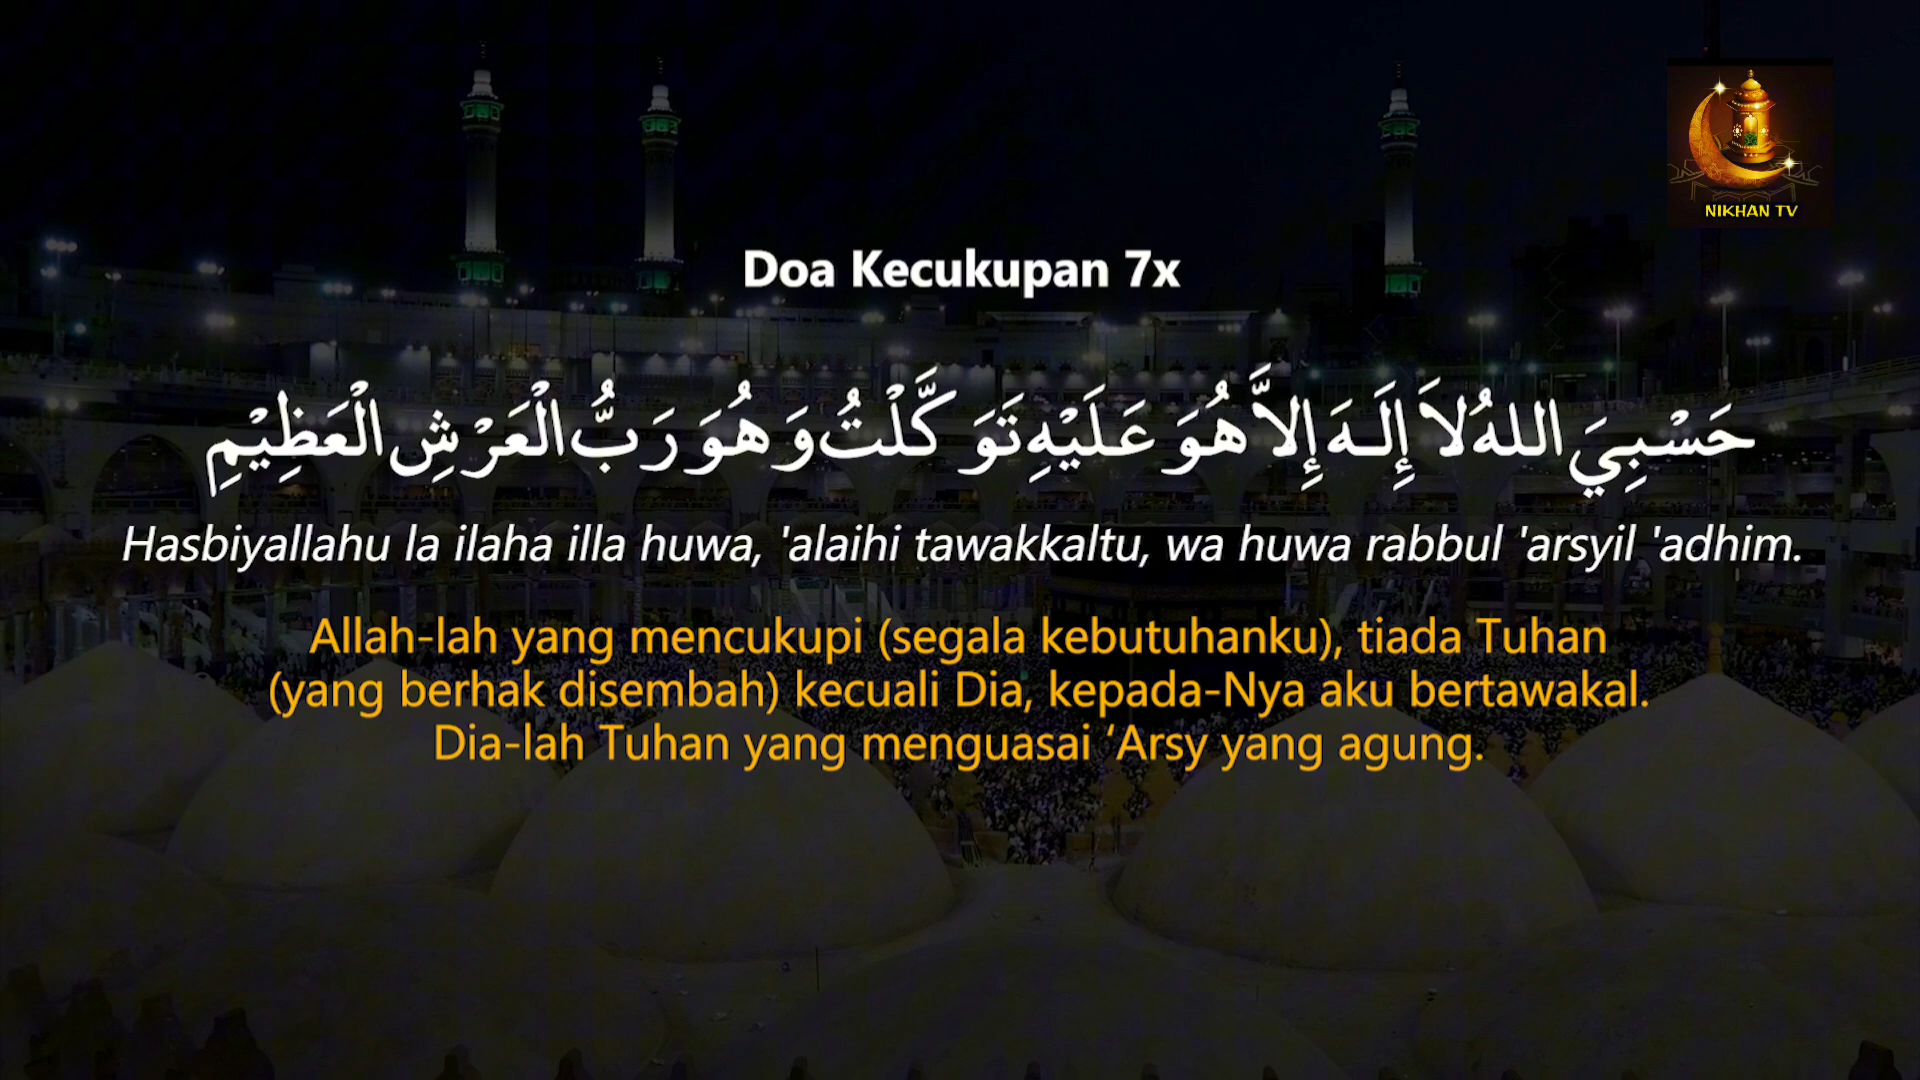 NIKHAN TV
Doa Kecukupan 7x
حَسْبِيَ اللهُ لاَ إِلَـهَ إِلاَّ هُوَ عَلَيْهِ تَوَ كَّلْتُ وَ هُوَ رَبُّ الْعَرْشِ الْعَظِيْمِ
Hasbiyallahu la ilaha illa huwa, 'alaihi tawakkaltu, wa huwa rabbul 'arsyil 'adhim.
Allah-lah yang mencukupi (segala kebutuhanku), tiada Tuhan
(yang berhak disembah) kecuali Dia, kepada-Nya aku bertawakal.
Dia-lah Tuhan yang menguasai ‘Arsy yang agung.